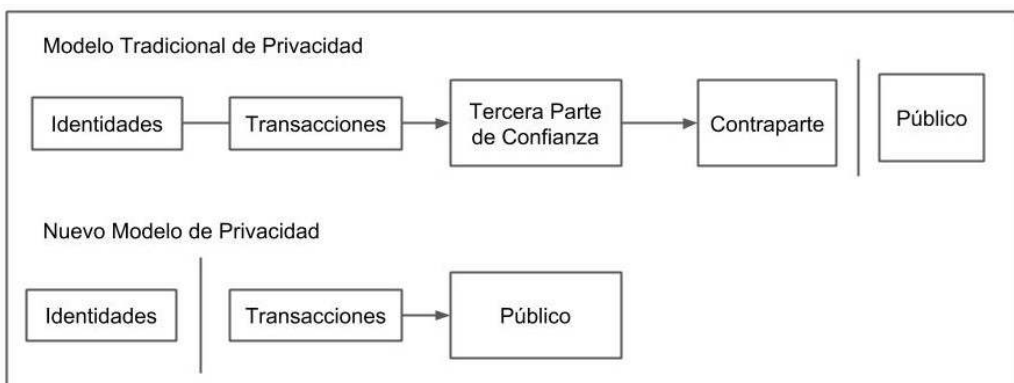 Modelo Tradicional de Privacidad
Identidades
Transacciones
Tercera Parte
de Confianza
Contraparte
Público
Nuevo Modelo de Privacidad
Identidades
Transacciones
Público